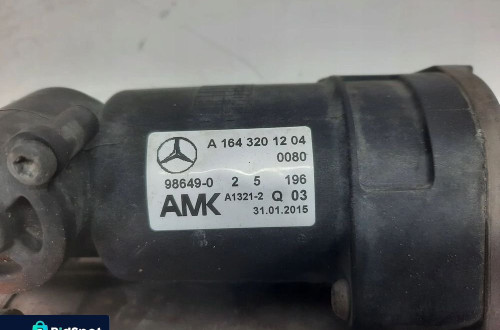 A 164 320 12 04
0080
98649-0 2 5 196
AMK A1321-2 Q 03
31.01.2015
BidSpot